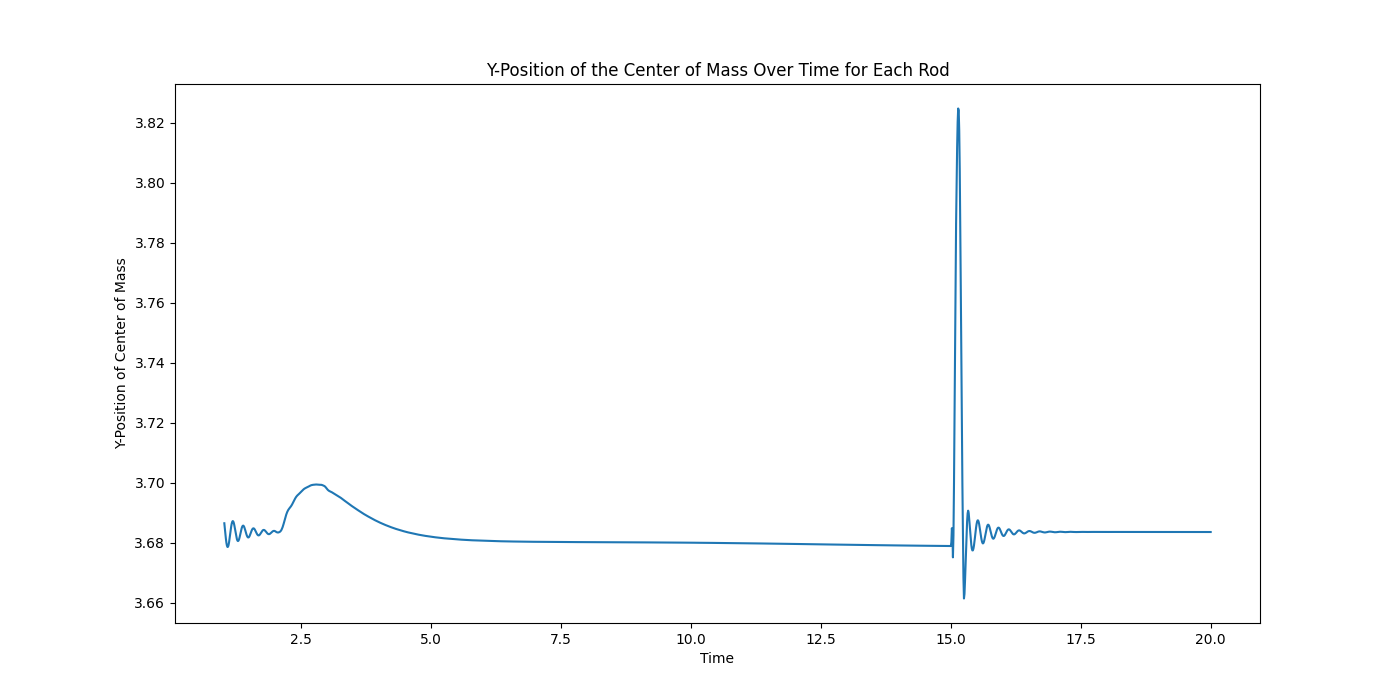 Y-Position of the Center of Mass Over Time for Each Rod
Y-Position of Center of Mass
3.82
3.80
3.78
3.76
3.74
3.72
3.70
3.68
3.66
2.5 5.0 7.5 10.0 12.5 15.0 17.5 20.0
Time